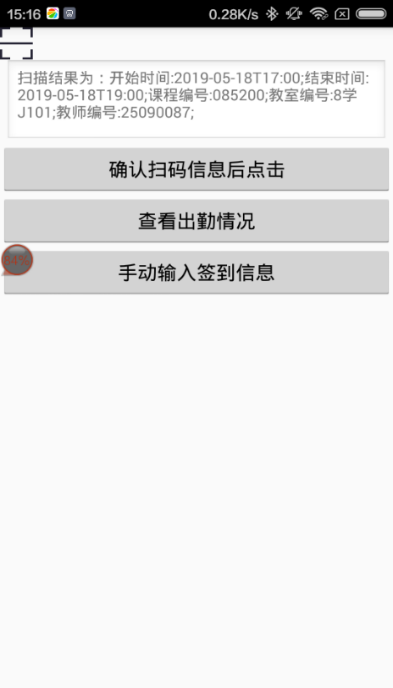 15:16
0.28K/s
扫描结果为：开始时间:2019-05-18T17:00;结束时间:
2019-05-18T19:00;课程编号:085200;教室编号:8学
J101;教师编号:25090087;
确认扫码信息后点击
查看出勤情况
84%
手动输入签到信息